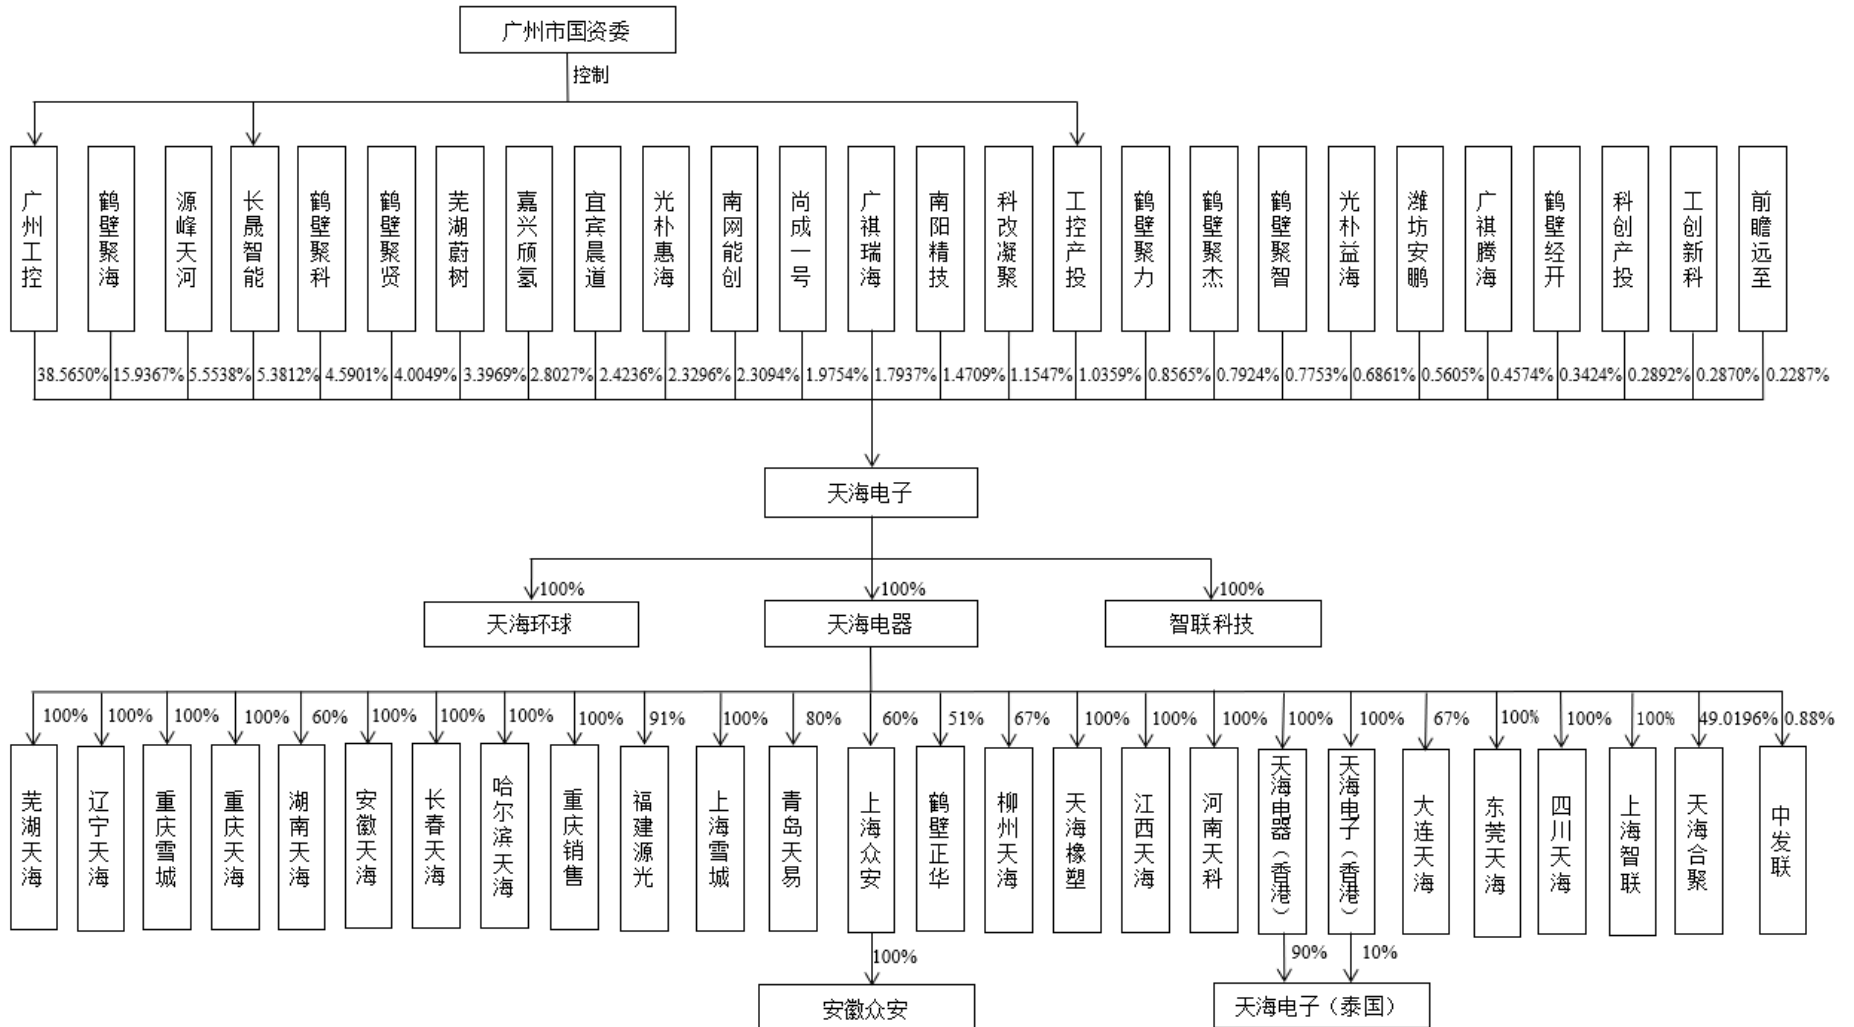 广州市国资委
控制
广州工控
鹤壁聚海
源峰天河
长晟智能
鹤壁聚科
鹤壁聚贤
芜湖蔚树
嘉兴颀氢
宜宾晨道
光朴惠海
南网能创
尚成一号
广祺瑞海
南阳精技
科改凝聚
工控产投
鹤壁聚力
鹤壁聚杰
鹤壁聚智
光朴益海
潍坊安鹏
广祺腾海
鹤壁经开
科创产投
工创新科
前瞻远至
38.5650%
15.9367%
5.5538%
5.3812%
4.5901%
4.0049%
3.3969%
2.8027%
2.4236%
2.3296%
2.3094%
1.9754%
1.7937%
1.4709%
1.1547%
1.0359%
0.8565%
0.7924%
0.7753%
0.6861%
0.5605%
0.4574%
0.3424%
0.2892%
0.2870%
0.2287%
天海电子
100%
100%
100%
天海环球
天海电器
智联科技
100%
100%
100%
100%
60%
100%
100%
100%
100%
91%
100%
80%
60%
51%
67%
100%
100%
100%
100%
100%
67%
100%
100%
100%
49.0196%
0.88%
芜湖天海
辽宁天海
重庆雪城
重庆天海
湖南天海
安徽天海
长春天海
哈尔滨天海
重庆销售
福建源光
上海雪城
青岛天易
上海众安
鹤壁正华
柳州天海
天海橡塑
江西天海
河南天科
天海电器（香港）
天海电子（香港）
大连天海
东莞天海
四川天海
上海智联
天海合聚
中发联
100%
90%
10%
安徽众安
天海电子（泰国）